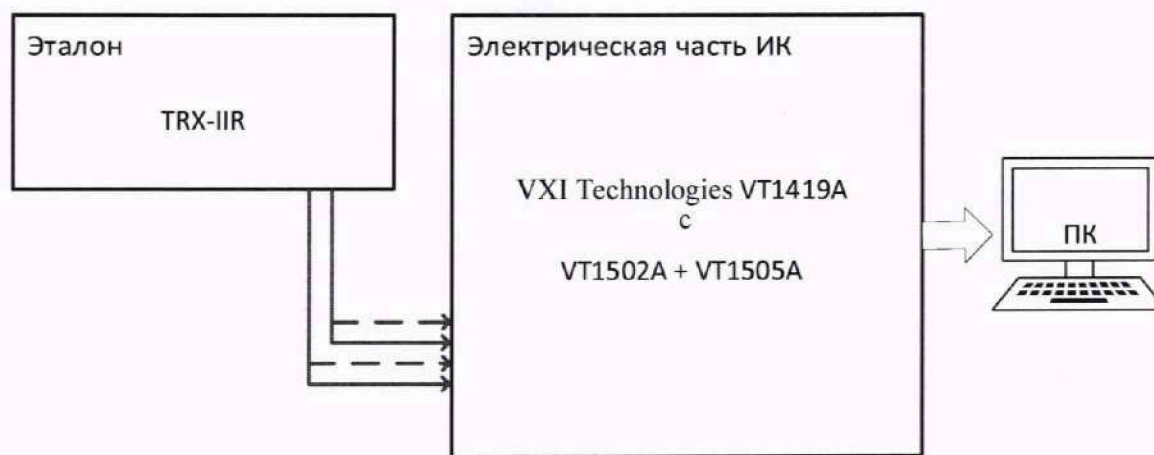 Эталон
TRX-IIR
Электрическая часть ИК
VXI Technologies VT1419A
с
VT1502A + VT1505A
ПК